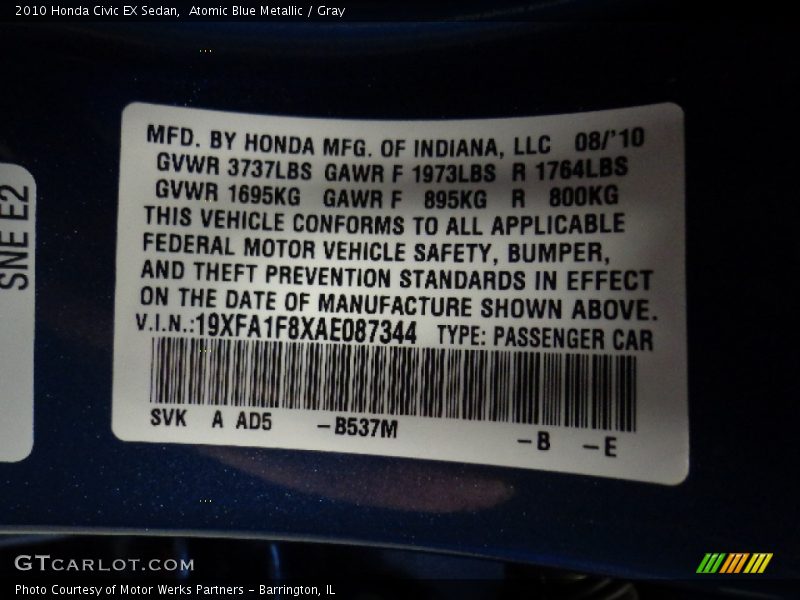 2010 Honda Civic EX Sedan,  Atomic Blue Metallic / Gray
SNE E2
MFD. BY HONDA MFG. OF INDIANA, LLC 08/'10
GVWR 3737LBS GAWR F 1973LBS R 1764LBS
GVWR 1695KG GAWR F 895KG R 800KG
THIS VEHICLE CONFORMS TO ALL APPLICABLE
FEDERAL MOTOR VEHICLE SAFETY, BUMPER,
AND THEFT PREVENTION STANDARDS IN EFFECT
ON THE DATE OF MANUFACTURE SHOWN ABOVE.
V.I.N.:19XFA1F8XAE087344 TYPE: PASSENGER CAR
SVK A AD5 -B537M -B -E
GTCARLOT.COM
Photo Courtesy of Motor Werks Partners - Barrington, IL